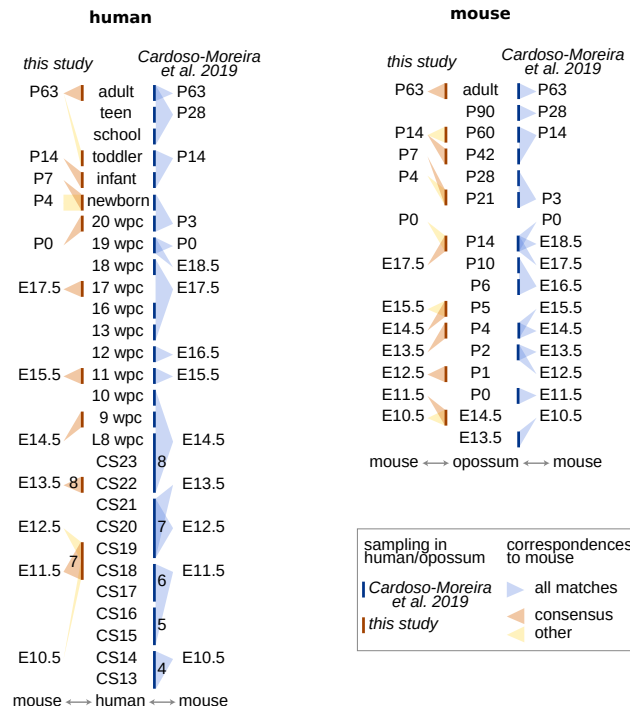 human
this study
Cardoso-Moreira
et al. 2019
P63 adult P63
teen P28
school
P14 toddler P14
P7 infant
P4 newborn
20 wpc P3
P0 19 wpc P0
18 wpc E18.5
E17.5 17 wpc E17.5
16 wpc
13 wpc
12 wpc E16.5
E15.5 11 wpc E15.5
10 wpc
9 wpc
E14.5 L8 wpc E14.5
CS23 8
E13.5 8 CS22 E13.5
CS21
E12.5 CS20 7 E12.5
CS19
7
E11.5 CS18 E11.5
CS17 6
CS16
CS15 5
E10.5 CS14 E10.5
CS13 4
mouse human mouse
mouse
this study
Cardoso-Moreira
et al. 2019
P63 adult P63
P90 P28
P14 P60 P14
P7 P42
P4 P28
P21 P3
P0 P0
P14 E18.5
E17.5 P10 E17.5
P6 E16.5
E15.5 P5 E15.5
E14.5 P4 E14.5
E13.5 P2 E13.5
E12.5 P1 E12.5
E11.5 P0 E11.5
E10.5 E14.5 E10.5
E13.5
mouse opossum mouse
sampling in
human/opossum
Cardoso-Moreira
et al. 2019
this study
correspondences
to mouse
all matches
consensus
other